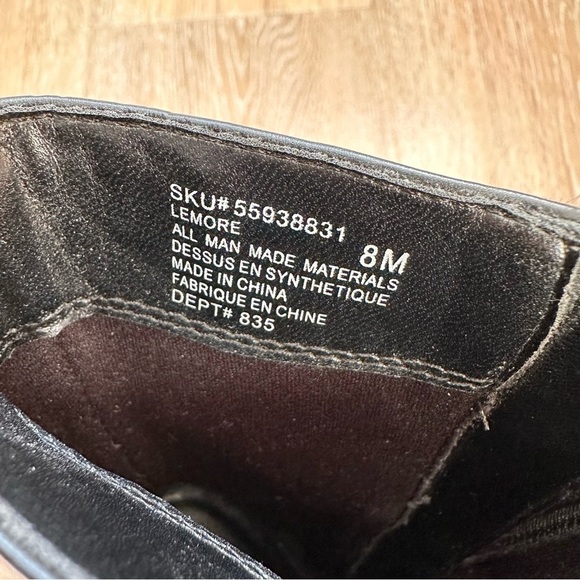 SKU# 55938831
LEMORE 8M
ALL MAN MADE MATERIALS
DESSUS EN SYNTHETIQUE
MADE IN CHINA
FABRIQUE EN CHINE
DEPT# 835